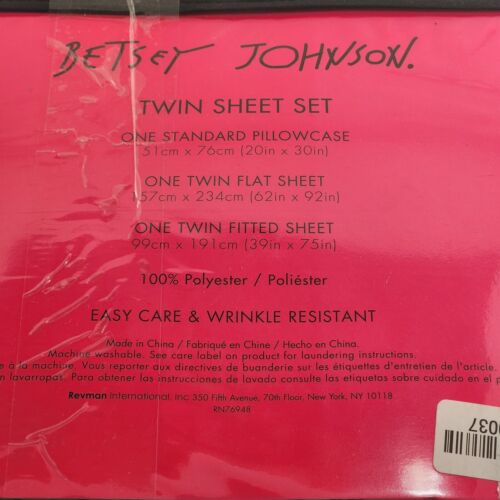 BETSEY JOHNSON.
TWIN SHEET SET
ONE STANDARD PILLOWCASE
51cm x 76cm (20in x 30in)
ONE TWIN FLAT SHEET
157cm x 234cm (62in x 92in)
ONE TWIN FITTED SHEET
99cm x 191cm (39in x 75in)
100% Polyester / Poliéster
EASY CARE & WRINKLE RESISTANT
Made in China / Fabriqué en Chine / Hecho en China.
Machine washable. See care label on product for laundering instructions.
e à la machine. Vous reporter aux directives de buanderie sur les étiquettes d'entretien de l'article.
n lavarropas. Para obtener las instrucciones de lavado consulte las etiquetas sobre cuidado en el p
Revman International, Inc 350 Fifth Avenue, 70th Floor, New York, NY 10118
RN76948
0037